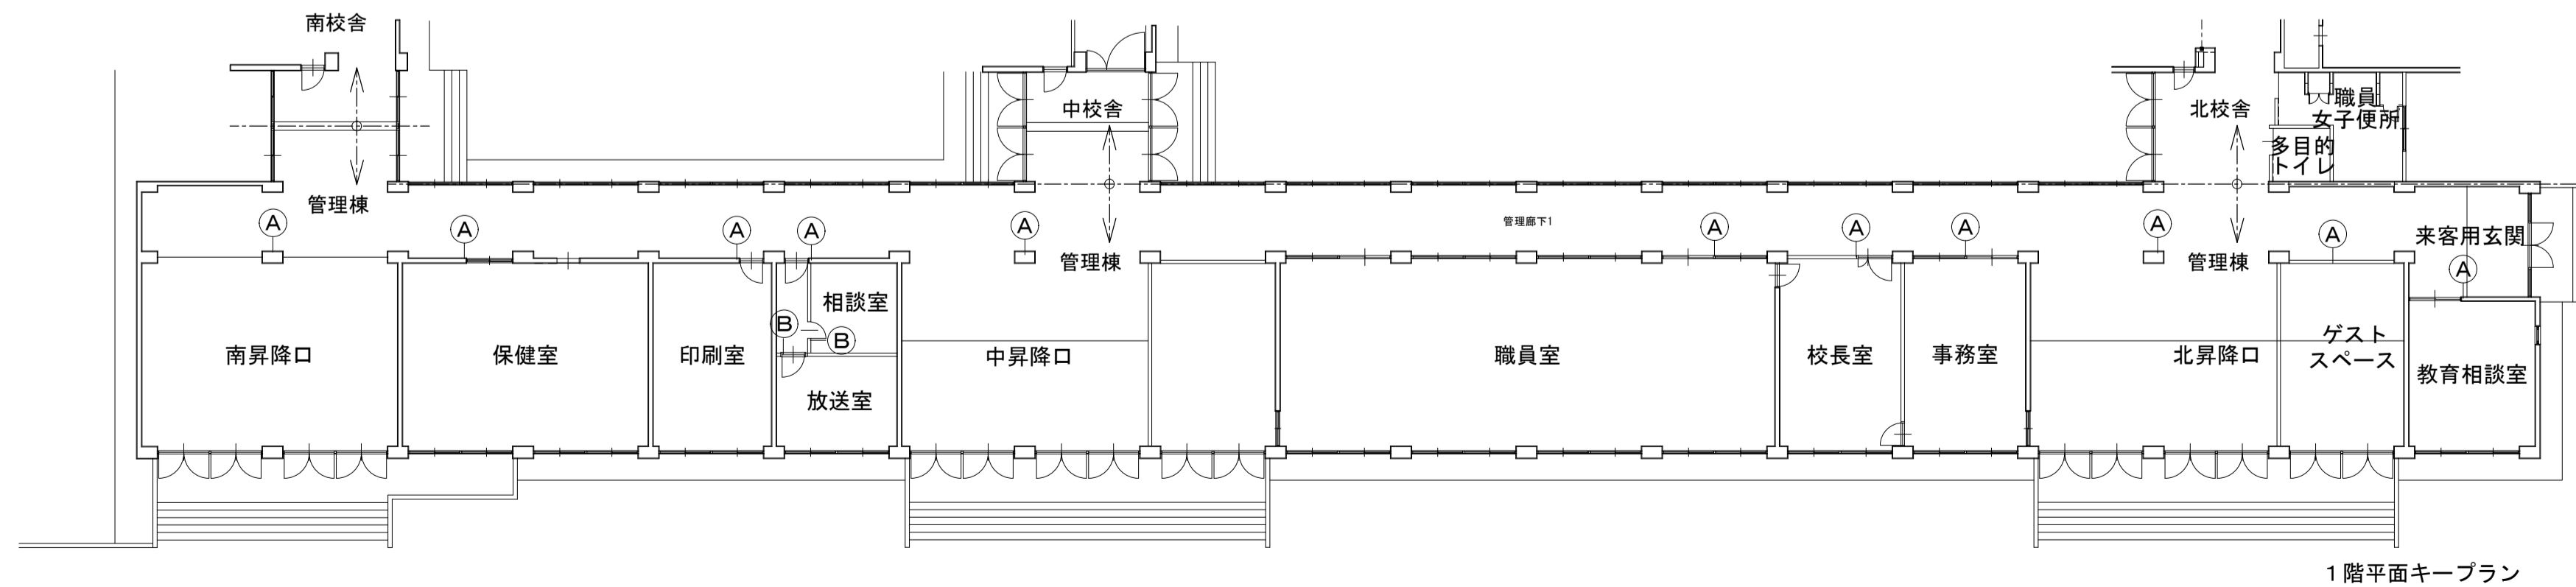 南校舎
中校舎
北校舎
職員
女子便所
多目的
トイレ
管理棟
管理廊下1
A
A
A
A
A
A
A
A
A
A
A
来客用玄関
管理棟
管理棟
相談室
B
B
南昇降口
保健室
印刷室
放送室
中昇降口
職員室
校長室
事務室
北昇降口
ゲスト
スペース
教育相談室
1階平面キープラン